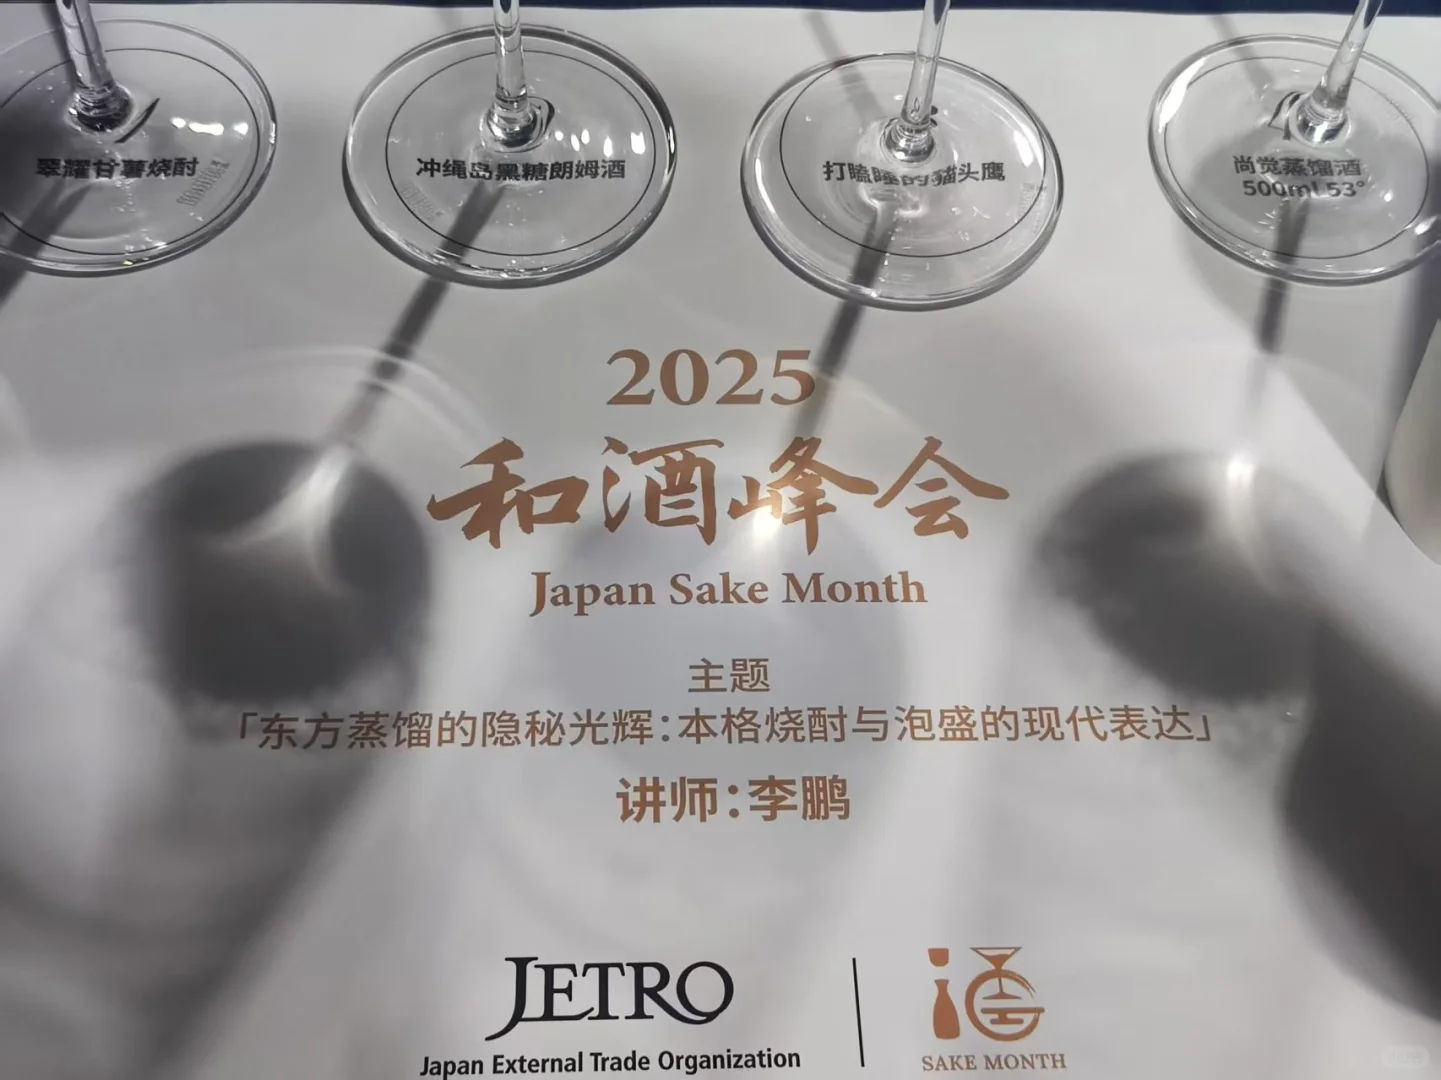 翠耀甘薯烧酎
冲绳岛黑糖朗姆酒
打瞌睡的猫头鹰
尚觉蒸馏酒
500ml 53°
2025
和酒峰会
Japan Sake Month
主题
「东方蒸馏的隐秘光辉:本格烧酎与泡盛的现代表达」
讲师:李鹏
JETRO
Japan External Trade Organization
酒
SAKE MONTH